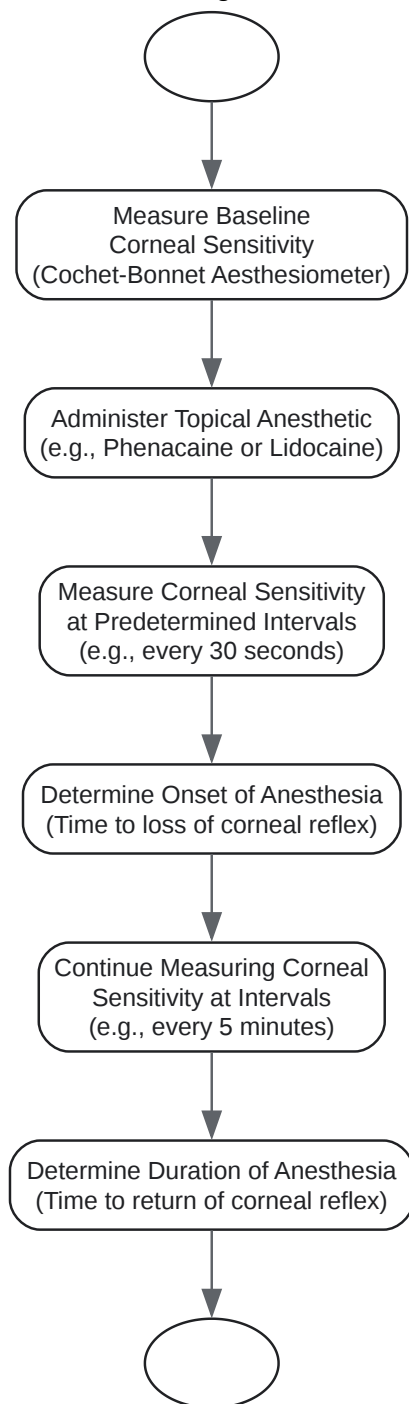 Measure Baseline
Corneal Sensitivity
(Cochet-Bonnet Aesthesiometer)
Administer Topical Anesthetic
(e.g., Phenacaine or Lidocaine)
Measure Corneal Sensitivity
at Predetermined Intervals
(e.g., every 30 seconds)
Determine Onset of Anesthesia
(Time to loss of corneal reflex)
Continue Measuring Corneal
Sensitivity at Intervals
(e.g., every 5 minutes)
Determine Duration of Anesthesia
(Time to return of corneal reflex)